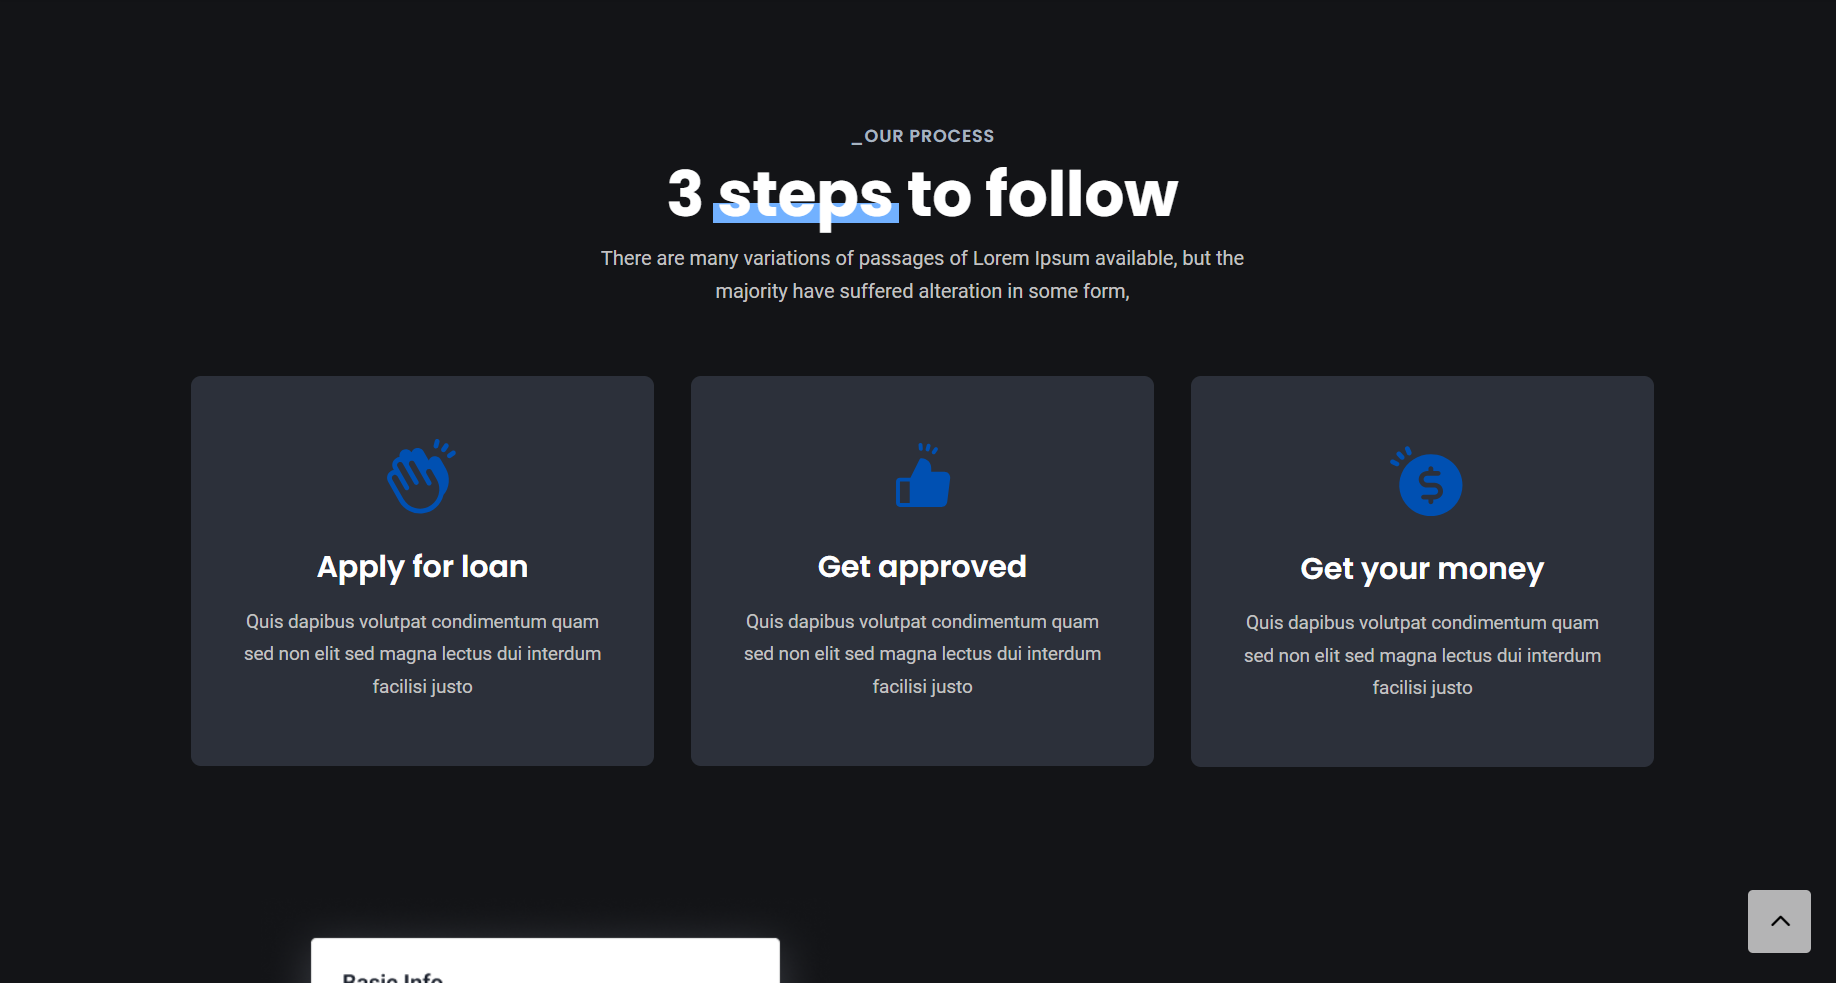 _OUR PROCESS
3 steps to follow
There are many variations of passages of Lorem Ipsum available, but the
majority have suffered alteration in some form,
Apply for loan
Quis dapibus volutpat condimentum quam
sed non elit sed magna lectus dui interdum
facilisi justo
Get approved
Quis dapibus volutpat condimentum quam
sed non elit sed magna lectus dui interdum
facilisi justo
$
Get your money
Quis dapibus volutpat condimentum quam
sed non elit sed magna lectus dui interdum
facilisi justo
Basic Info